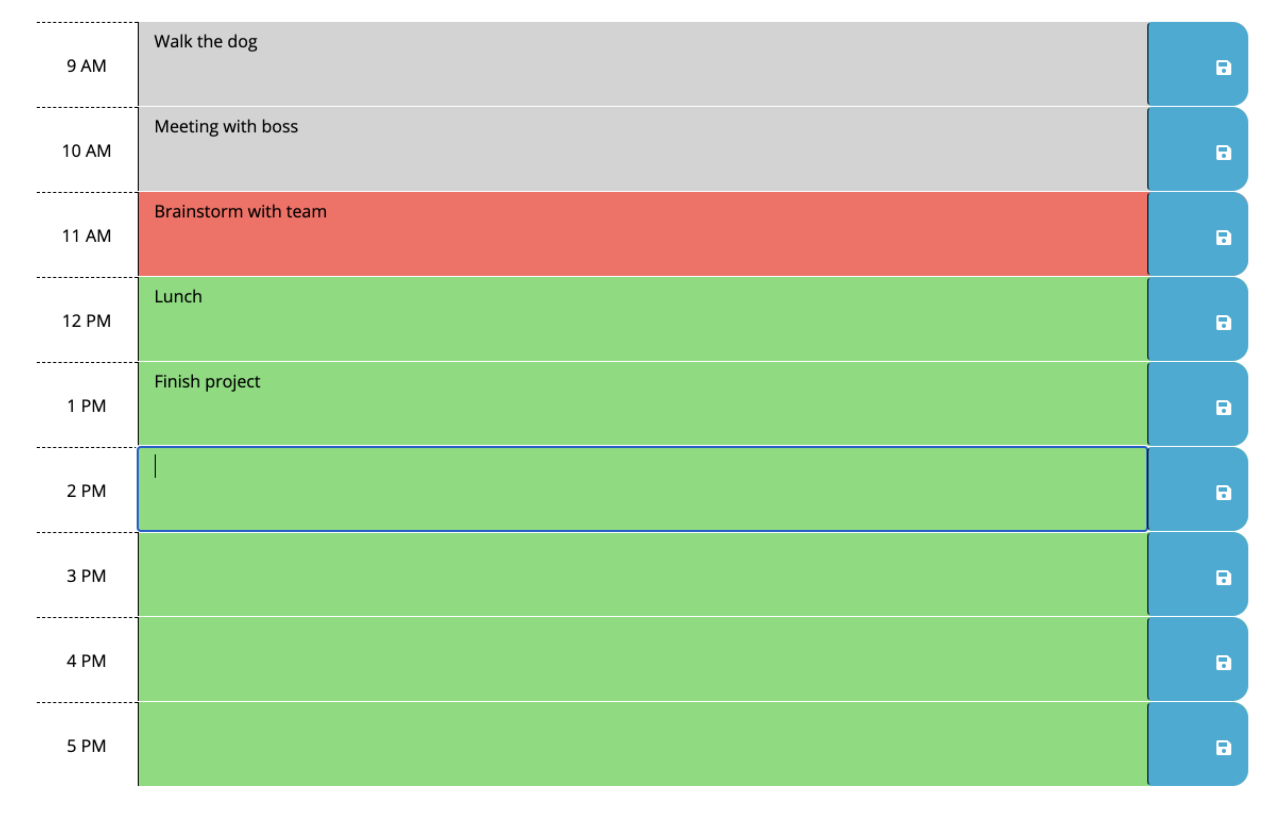 9 AM Walk the dog
10 AM Meeting with boss
11 AM Brainstorm with team
12 PM Lunch
1 PM Finish project
2 PM
3 PM
4 PM
5 PM